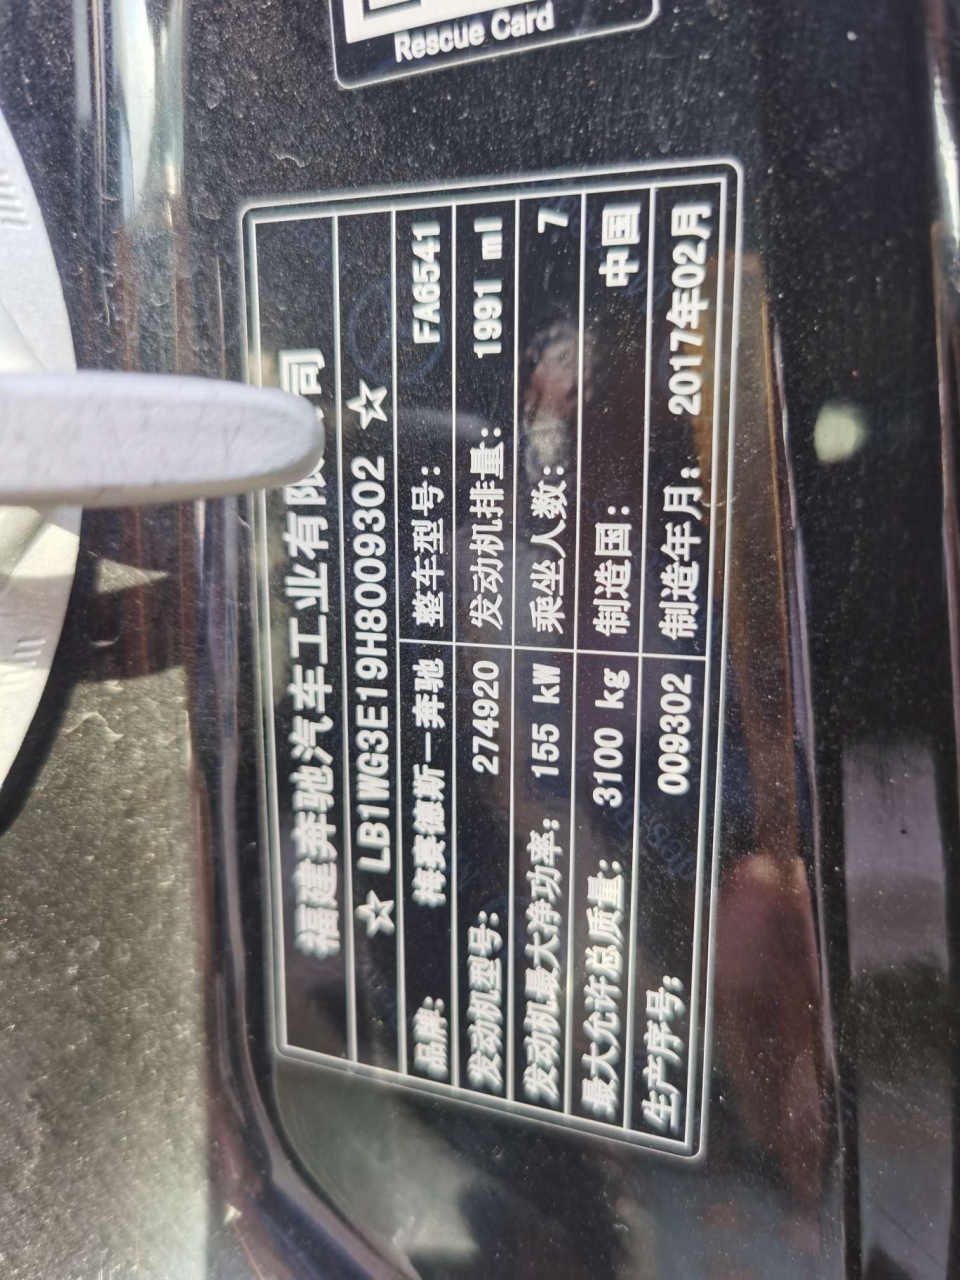 Rescue Card
福建奔驰汽车工业有限 司
☆ LB1WG3E19H8009302 ☆
品牌: 梅赛德斯—奔驰 整车型号: FA6541
发动机型号: 274920 发动机排量: 1991 ml
发动机最大净功率: 155 kW 乘坐人数: 7
最大允许总质量: 3100 kg 制造国: 中国
生产序号: 009302 制造年月: 2017年02月